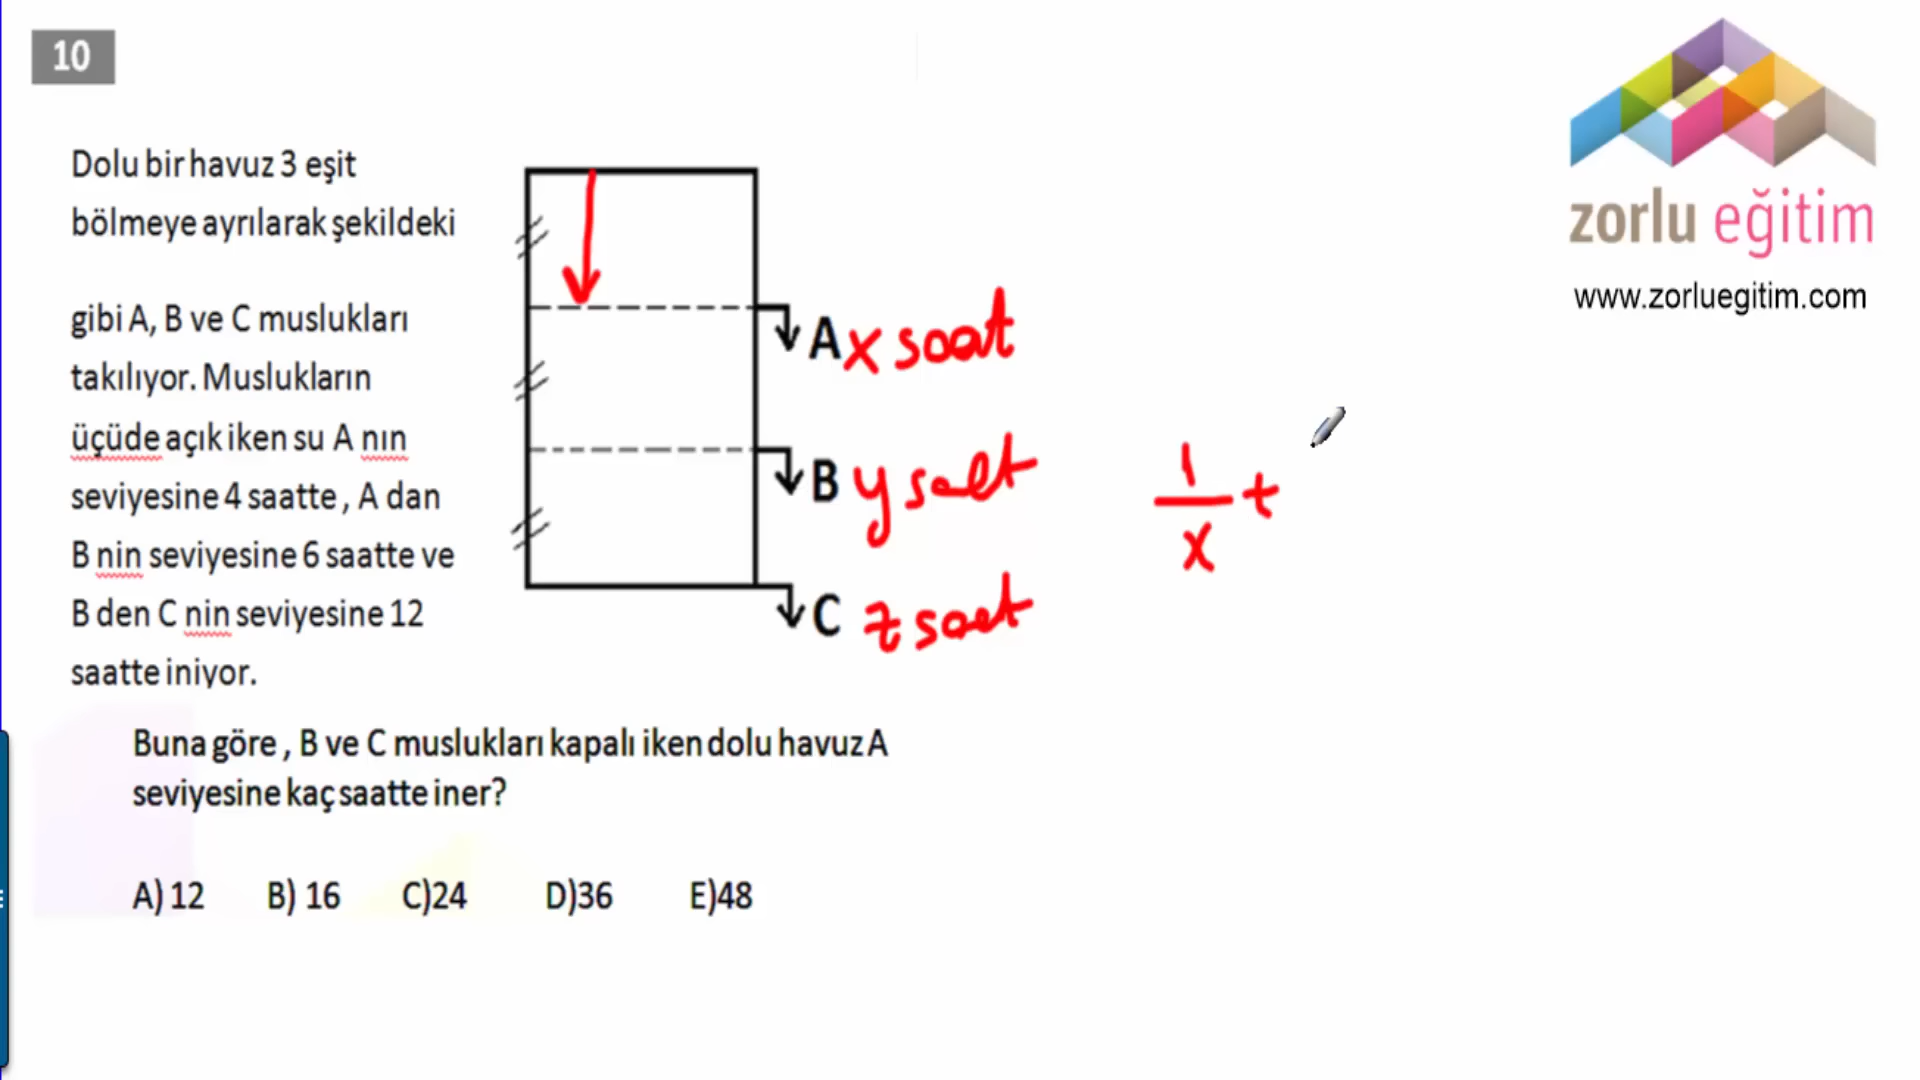 10
Dolu bir havuz 3 eşit
bölmeye ayrılarak şekildeki
gibi A, B ve C muslukları
takılıyor. Muslukların
üçüde açık iken su A nın
seviyesine 4 saatte , A dan
B nin seviyesine 6 saatte ve
B den C nin seviyesine 12
saatte iniyor.
A x saat
B y saat
C z saat
1
x
+
Buna göre , B ve C muslukları kapalı iken dolu havuz A
seviyesine kaç saatte iner?
A) 12 B) 16 C)24 D)36 E)48
zorlu eğitim
www.zorluegitim.com